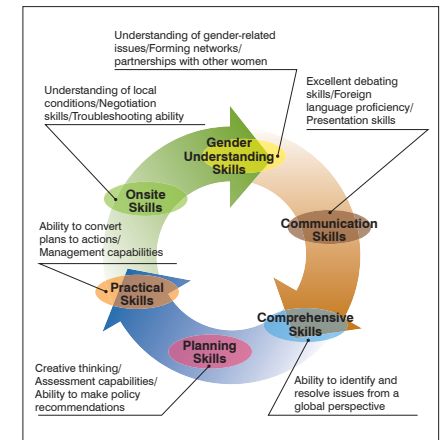 Understanding of gender-related
issues/Forming networks/
partnerships with other women
Excellent debating
skills/Foreign
language proficiency/
Presentation skills
Understanding of local
conditions/Negotiation
skills/Troubleshooting ability
Gender
Understanding
Skills
Onsite
Skills
Communication
Skills
Ability to convert
plans to actions/
Management capabilities
Practical
Skills
Comprehensive
Skills
Planning
Skills
Creative thinking/
Assessment capabilities/
Ability to make policy
recommendations
Ability to identify and
resolve issues from a
global perspective